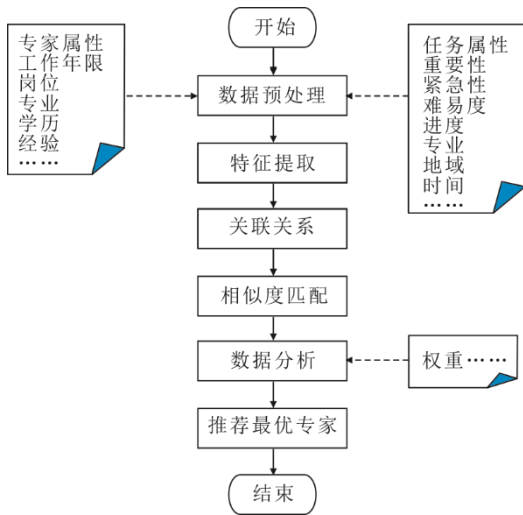 开始
专家属性
工作年限
岗位
专业
学历
经验
……
任务属性
重要性
紧急性
难易度
进度
专业
地域
时间
……
数据预处理
特征提取
关联关系
相似度匹配
数据分析
权重……
推荐最优专家
结束